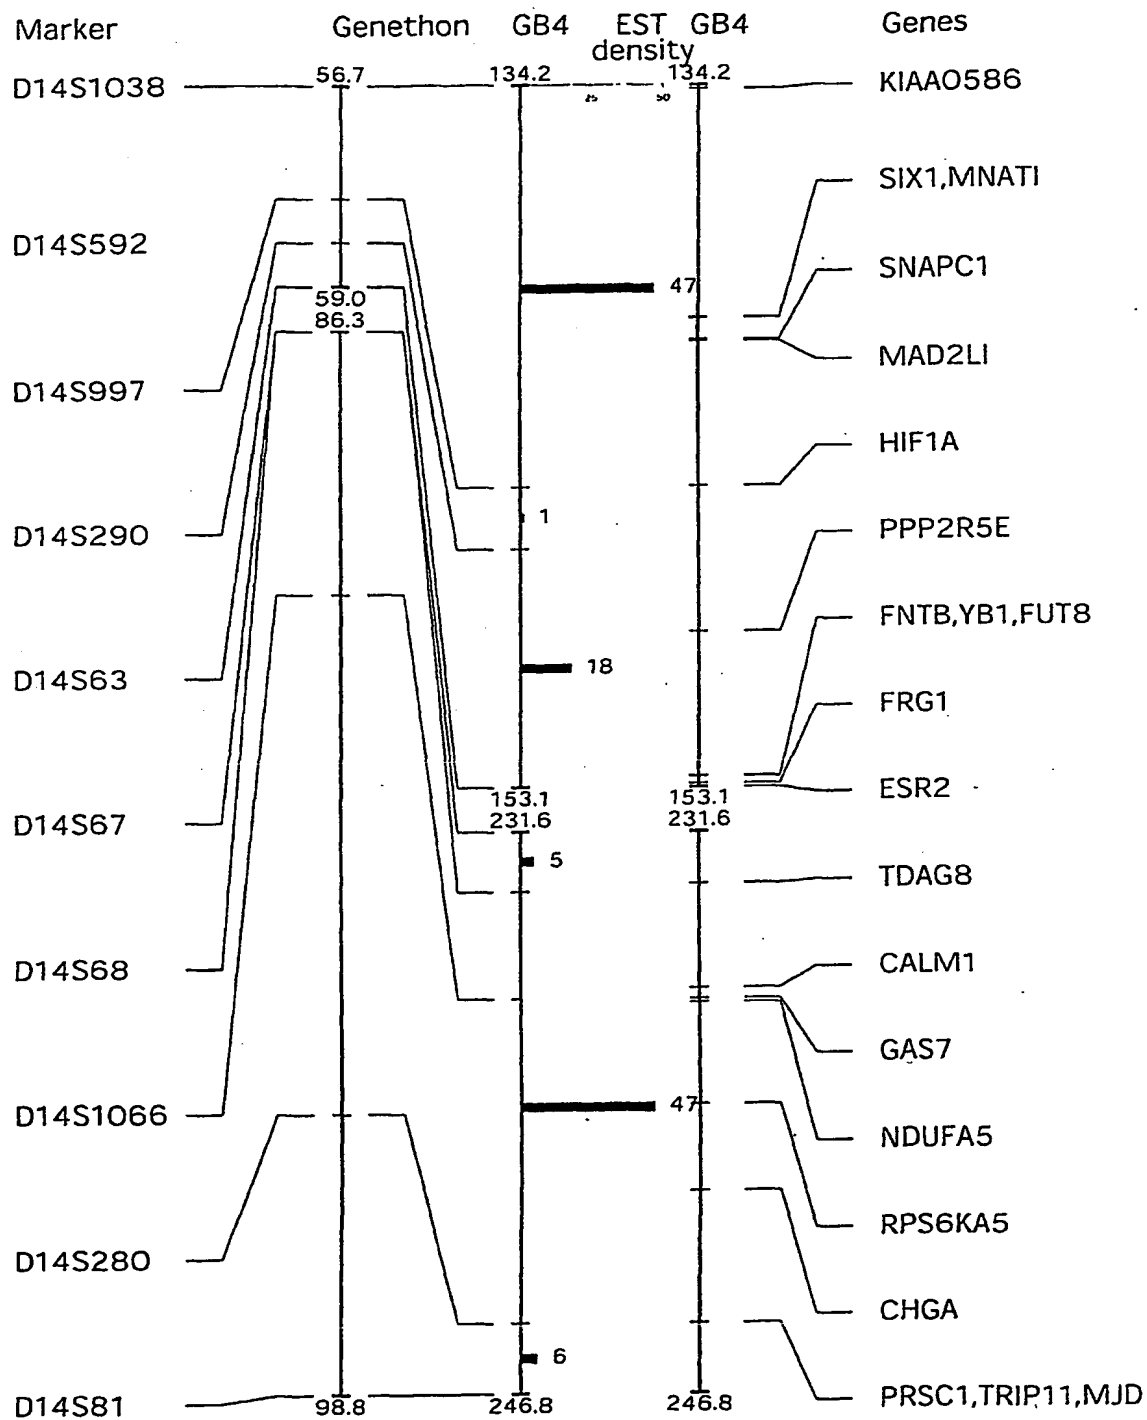 Marker Genethon GB4 EST density GB4 Genes
D14S1038 56.7 134.2 25 50 134.2 KIAA0586
SIX1,MNATI
D14S592
SNAPC1
47
59.0
86.3
MAD2LI
D14S997
HIF1A
1
D14S290 PPP2R5E
FNTB,YB1,FUT8
18
D14S63
FRG1
153.1 153.1 ESR2
231.6 231.6
D14S67
5
TDAG8
D14S68 CALM1
GAS7
47
D14S1066
NDUFA5
RPS6KA5
D14S280
CHGA
6
D14S81 98.8 246.8 246.8 PRSC1,TRIP11,MJD